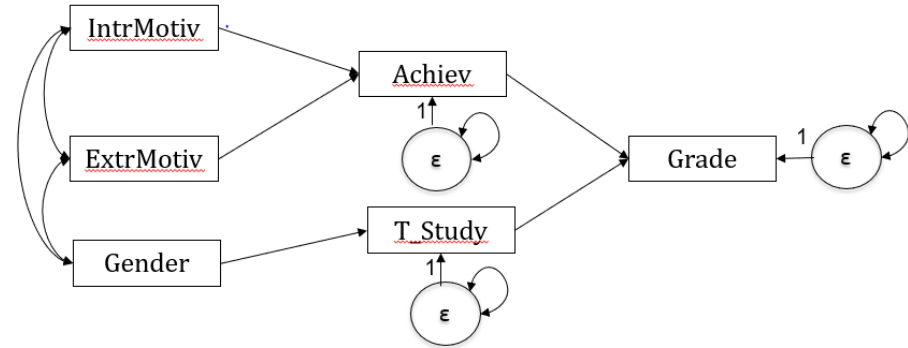 IntrMotiv
Achiev
1
ε
ExtrMotiv
Grade
1
ε
T_Study
Gender
1
ε